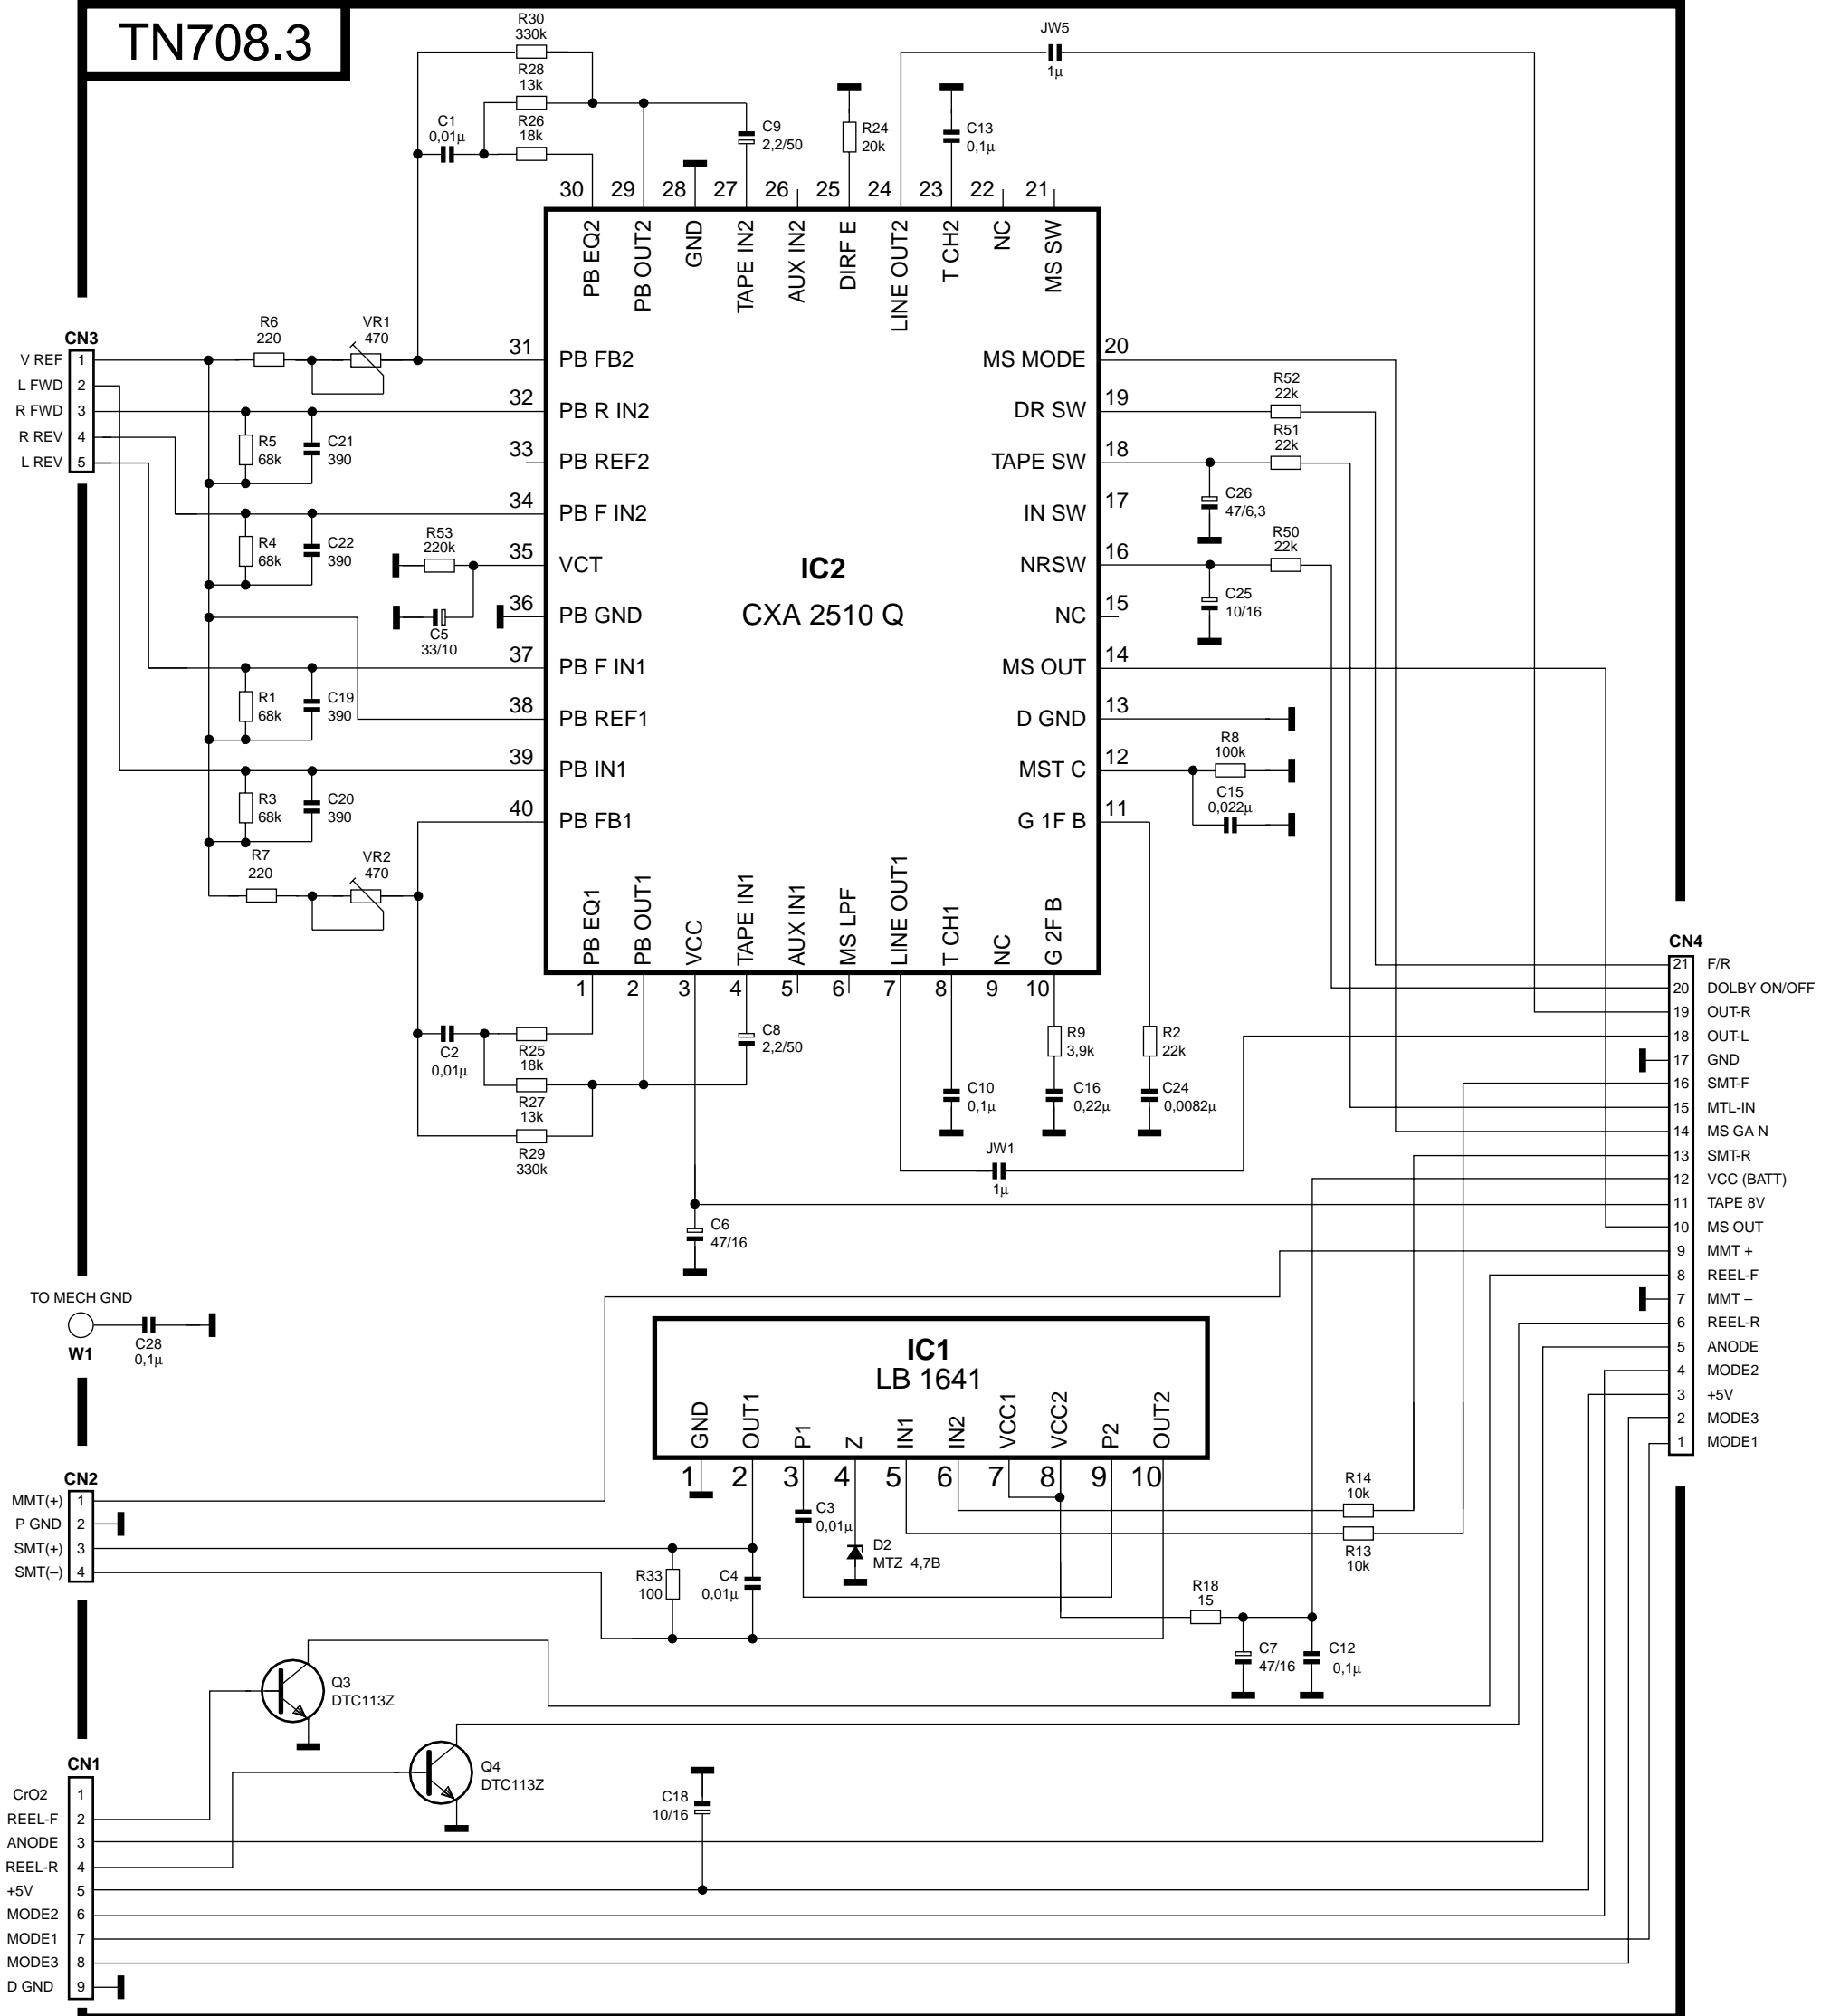 TN708.3
R30
330k
R28
13k
R26
18k
C1
0,01µ
C9
2,2/50
R24
20k
C13
0,1µ
JW5
1µ
30 29 28 27 26 25 24 23 22 21
PB EQ2
PB OUT2
GND
TAPE IN2
AUX IN2
DIRF E
LINE OUT2
T CH2
NC
MS SW
CN3
V REF 1
L FWD 2
R FWD 3
R REV 4
L REV 5
R6
220
VR1
470
R5
68k
C21
390
R4
68k
C22
390
R53
220k
C5
33/10
R1
68k
C19
390
R3
68k
C20
390
R7
220
VR2
470
31 PB FB2
32 PB R IN2
33 PB REF2
34 PB F IN2
35 VCT
36 PB GND
37 PB F IN1
38 PB REF1
39 PB IN1
40 PB FB1
IC2
CXA 2510 Q
MS MODE 20
DR SW 19
TAPE SW 18
IN SW 17
NRSW 16
NC 15
MS OUT 14
D GND 13
MST C 12
G 1F B 11
R52
22k
R51
22k
C26
47/6,3
R50
22k
C25
10/16
R8
100k
C15
0,022µ
PB EQ1
PB OUT1
VCC
TAPE IN1
AUX IN1
MS LPF
LINE OUT1
T CH1
NC
G 2F B
1 2 3 4 5 6 7 8 9 10
C2
0,01µ
R25
18k
R27
13k
R29
330k
C8
2,2/50
C10
0,1µ
R9
3,9k
C16
0,22µ
R2
22k
C24
0,0082µ
JW1
1µ
C6
47/16
CN4
21 F/R
20 DOLBY ON/OFF
19 OUT-R
18 OUT-L
17 GND
16 SMT-F
15 MTL-IN
14 MS GA N
13 SMT-R
12 VCC (BATT)
11 TAPE 8V
10 MS OUT
9 MMT +
8 REEL-F
7 MMT –
6 REEL-R
5 ANODE
4 MODE2
3 +5V
2 MODE3
1 MODE1
TO MECH GND
W1
C28
0,1µ
IC1
LB 1641
GND
OUT1
P1
Z
IN1
IN2
VCC1
VCC2
P2
OUT2
1 2 3 4 5 6 7 8 9 10
CN2
MMT(+) 1
P GND 2
SMT(+) 3
SMT(–) 4
C3
0,01µ
D2
MTZ 4,7B
R33
100
C4
0,01µ
R14
10k
R13
10k
R18
15
C7
47/16
C12
0,1µ
Q3
DTC113Z
Q4
DTC113Z
C18
10/16
CN1
CrO2 1
REEL-F 2
ANODE 3
REEL-R 4
+5V 5
MODE2 6
MODE1 7
MODE3 8
D GND 9